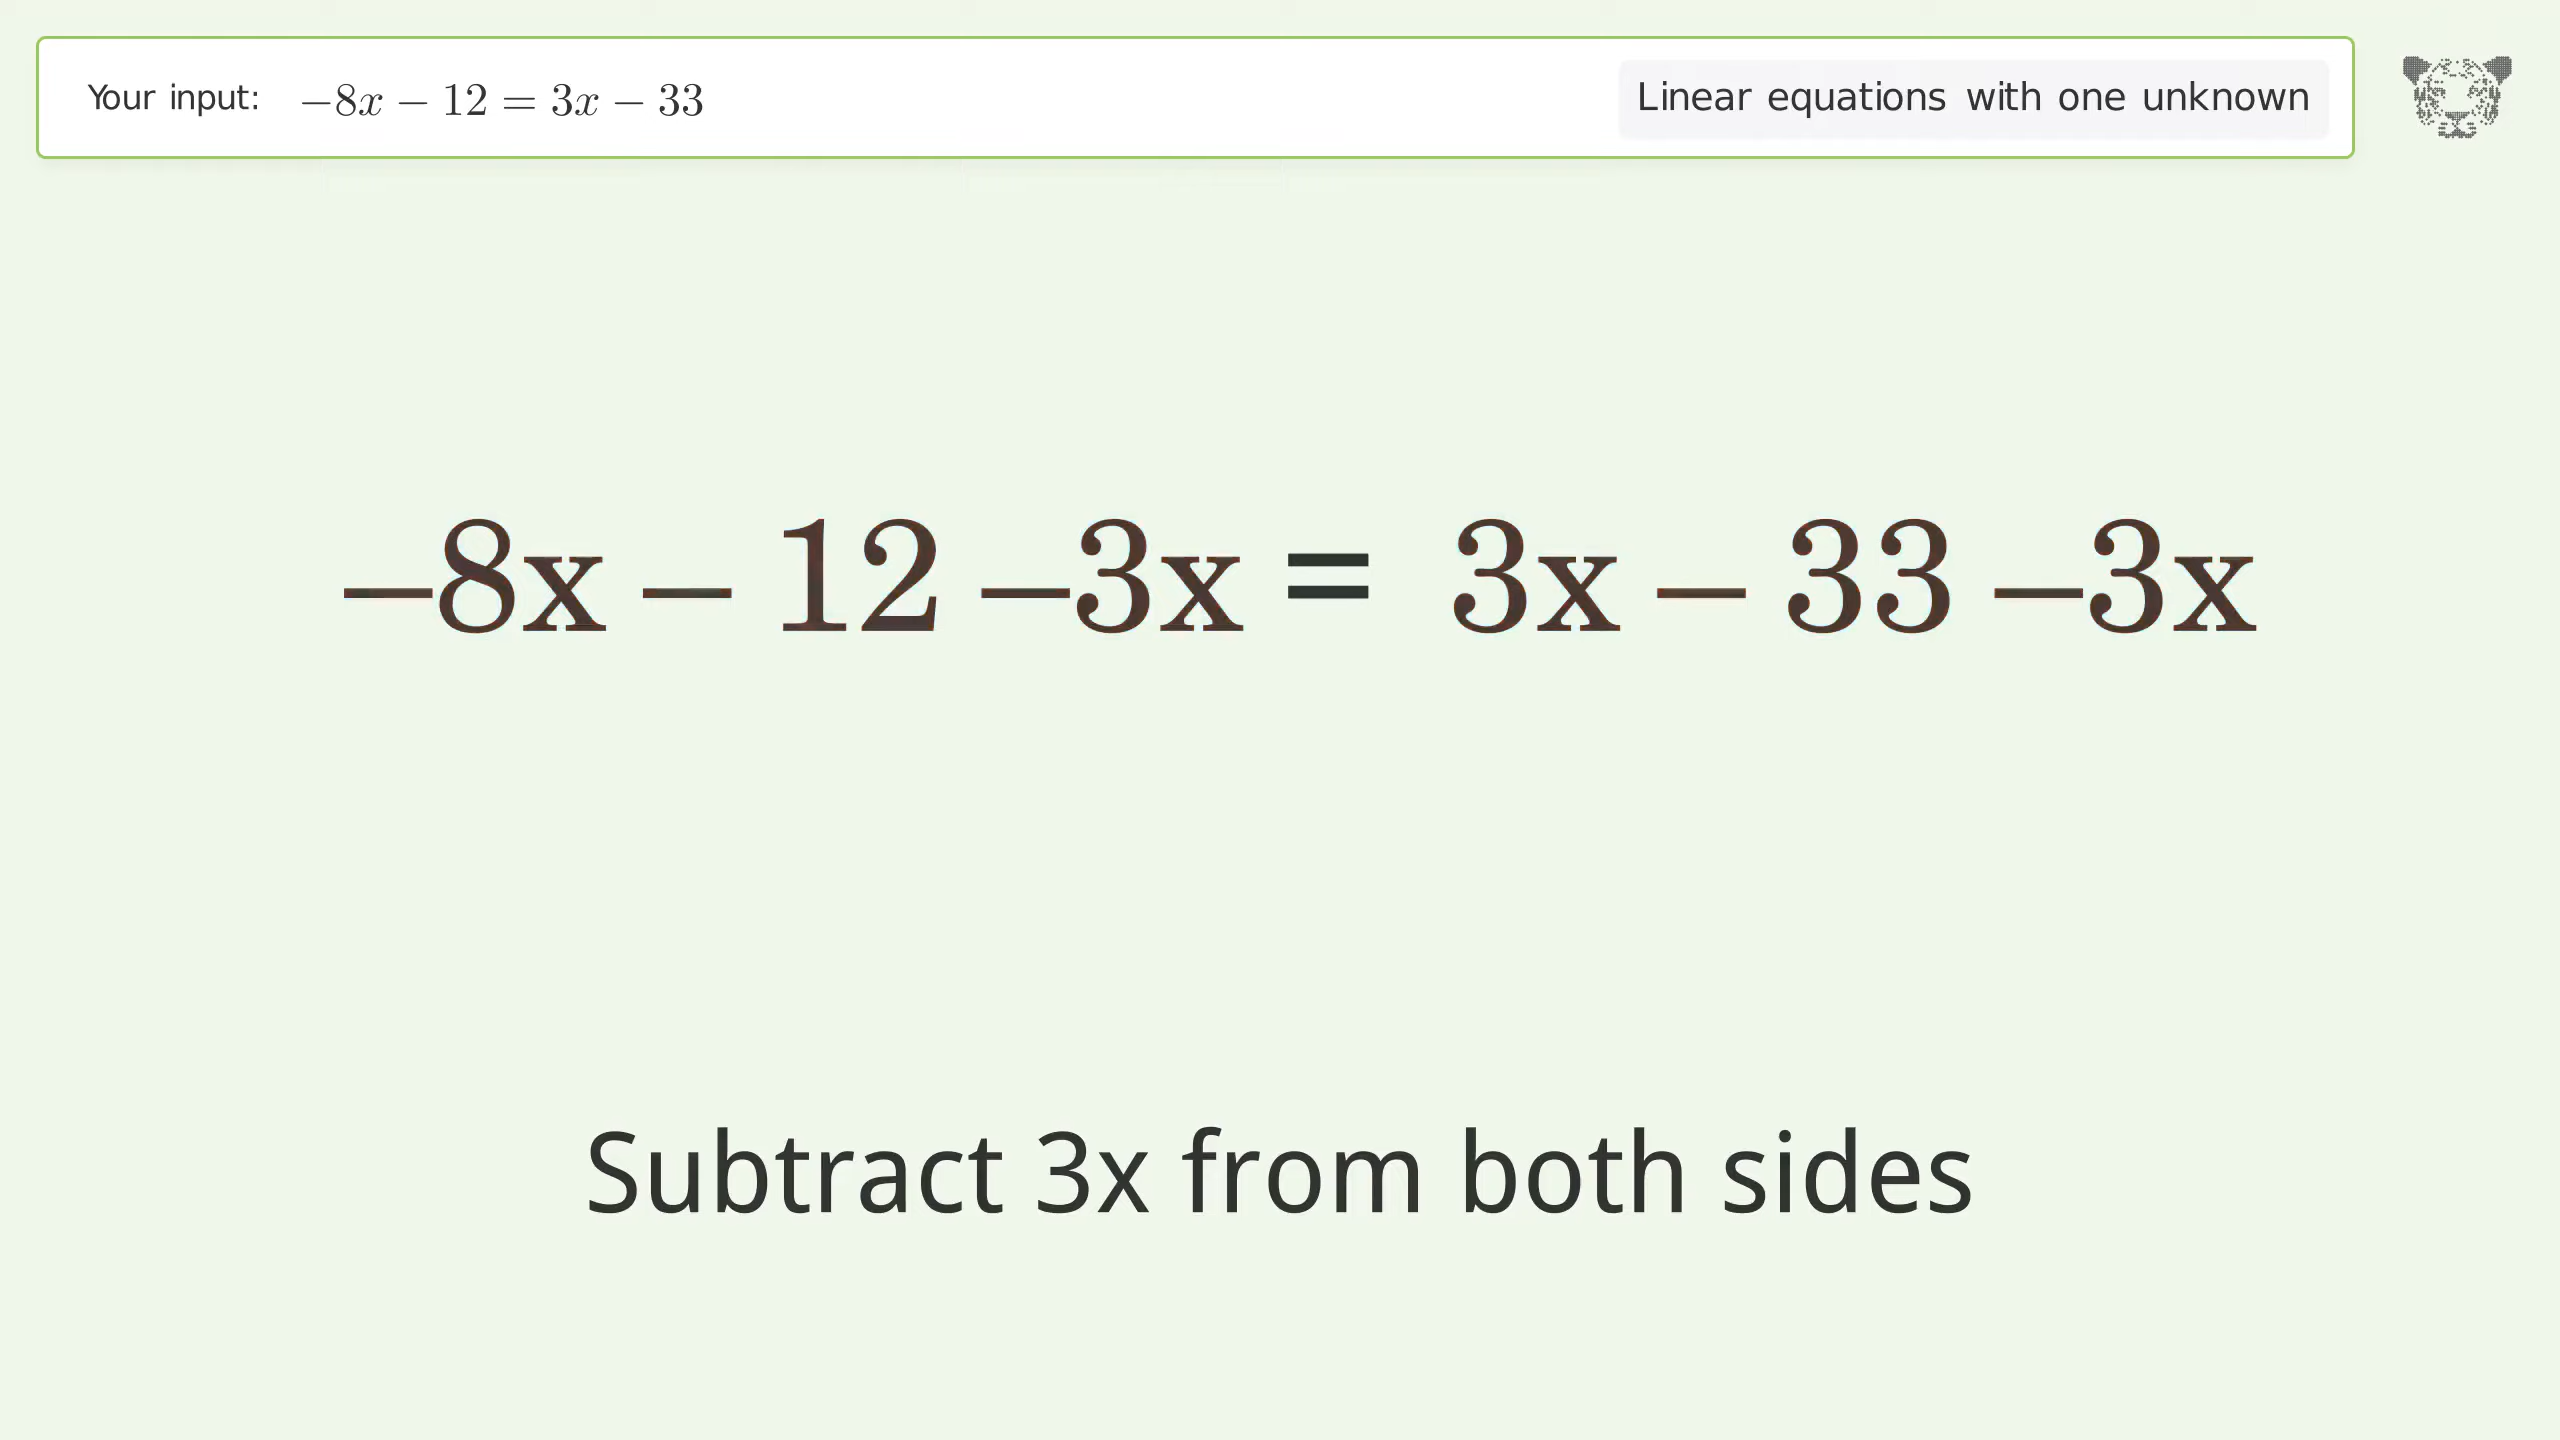 Your input: −8x − 12 = 3x − 33
Linear equations with one unknown
−8x − 12 −3x = 3x − 33 −3x
Subtract 3x from both sides